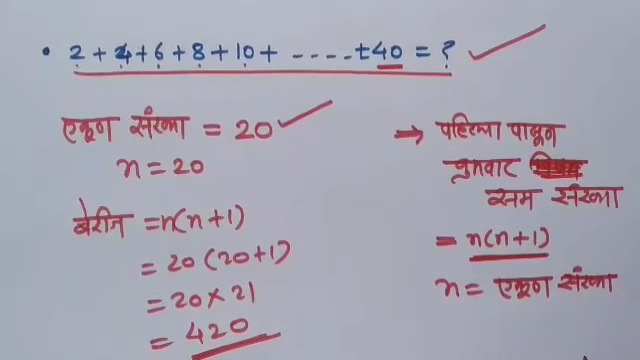 • 2 + 4 + 6 + 8 + 10 + - - - - + 40 = ?
एकूण संख्या = 20
n = 20
बेरीज = n(n+1)
= 20 (20+1)
= 20 × 21
= 420
→ पहिल्या पासून
क्रमवार
सम संख्या
= n(n+1)
n = एकूण संख्या